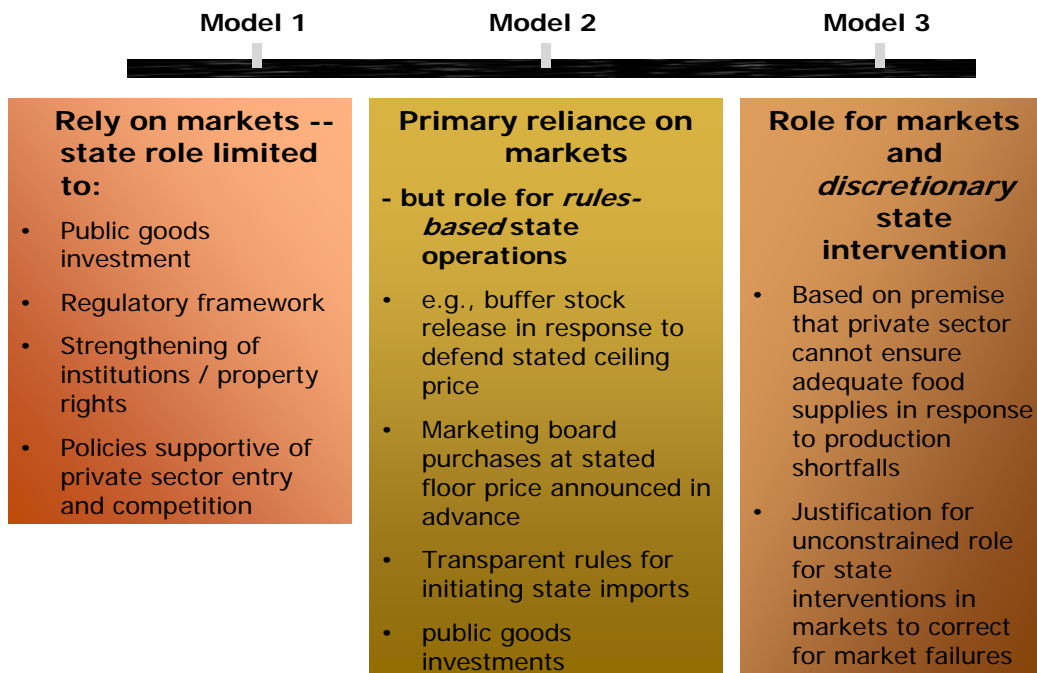 Model 1
Model 2
Model 3
Rely on markets --
state role limited
to:
• Public goods
investment
• Regulatory framework
• Strengthening of
institutions / property
rights
• Policies supportive of
private sector entry
and competition
Primary reliance on
markets
- but role for rules-
based state
operations
• e.g., buffer stock
release in response to
defend stated ceiling
price
• Marketing board
purchases at stated
floor price announced in
advance
• Transparent rules for
initiating state imports
• public goods
investments
Role for markets
and
discretionary
state
intervention
• Based on premise
that private sector
cannot ensure
adequate food
supplies in response
to production
shortfalls
• Justification for
unconstrained role
for state
interventions in
markets to correct
for market failures